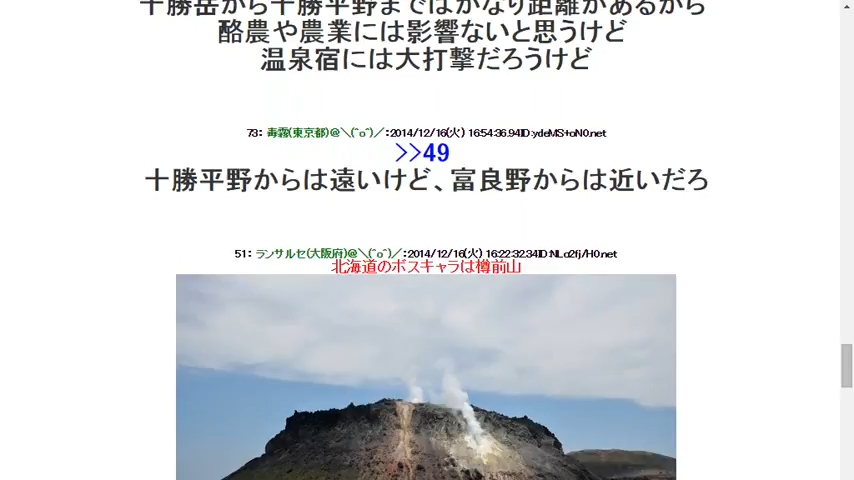 十勝岳から十勝平野まではかなり距離があるから
酪農や農業には影響ないと思うけど
温泉宿には大打撃だろうけど
73: 毒霧(東京都)@＼(^o^)／:2014/12/16(火) 16:54:36.94ID:ydeMS+oN0.net
>>49
十勝平野からは遠いけど、富良野からは近いだろ
51: ランサルセ(大阪府)@＼(^o^)／:2014/12/16(火) 16:22:32.34ID:NLa2fj/H0.net
北海道のボスキャラは樽前山